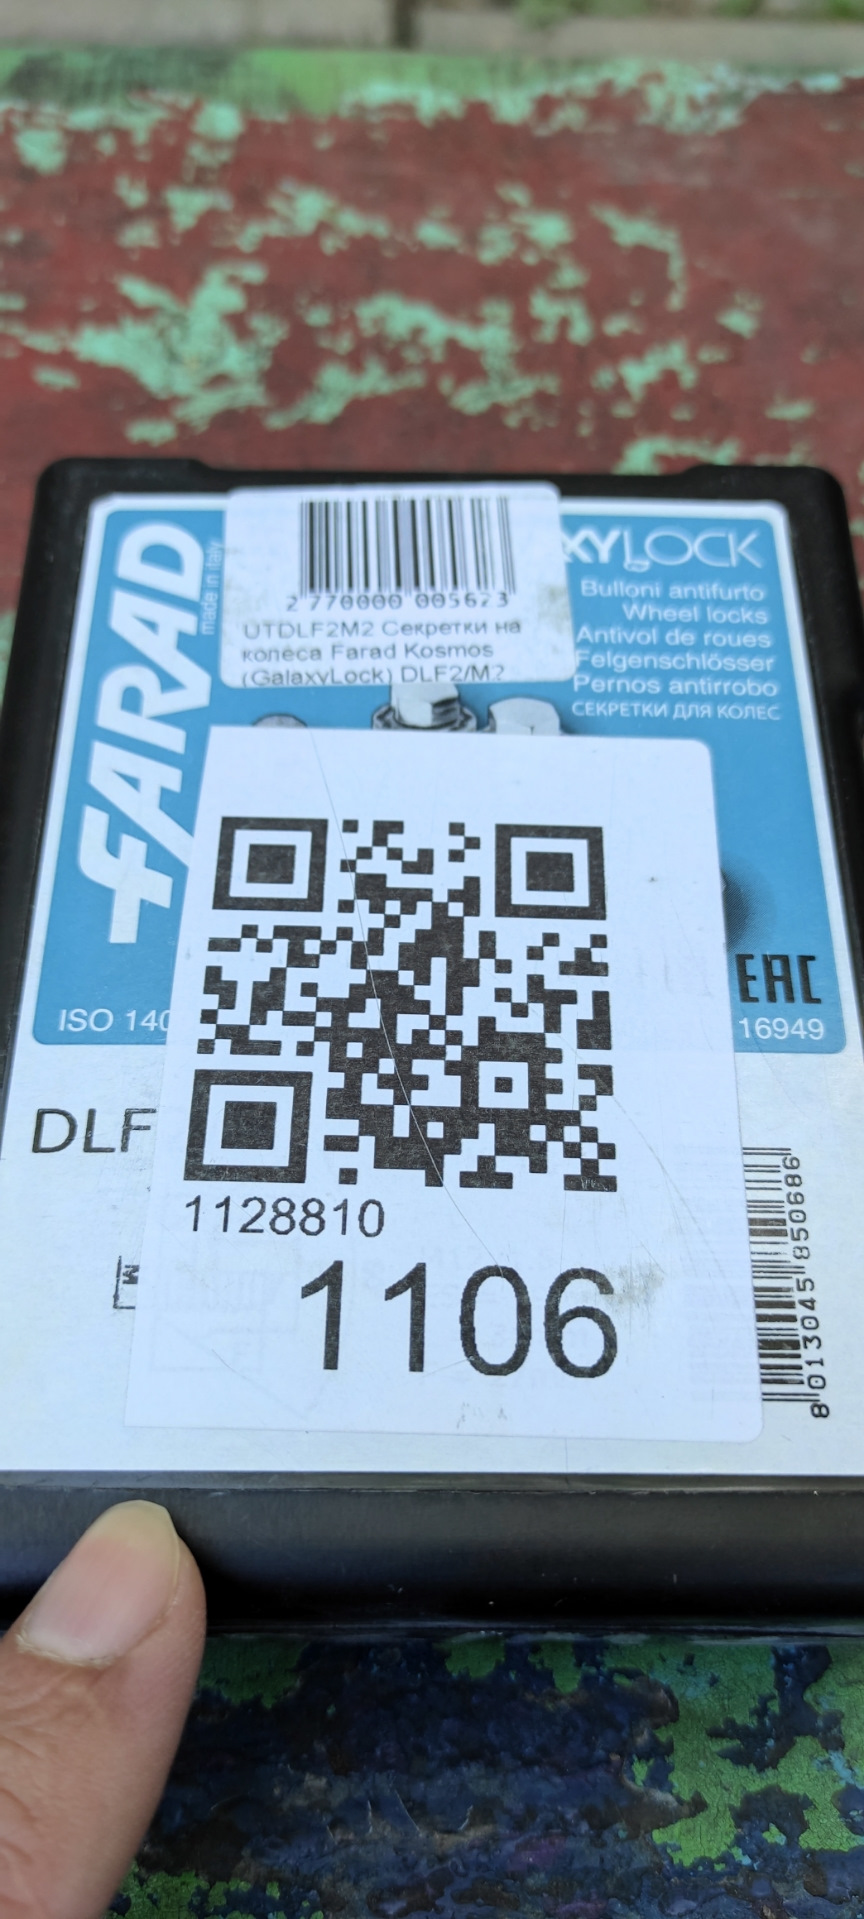 FARAD
made in italy
2 770000 005623
UTDLF2M2 Секретки на
колеса Farad Kosmos
(GalaxyLock) DLF2/M?
XYLOCK
Bulloni antifurto
Wheel locks
Antivol de roues
Felgenschlösser
Pernos antirrobo
СЕКРЕТКИ ДЛЯ КОЛЕС
EAC
ISO 140
16949
DLF
M
1128810
1106
8 013045 850686